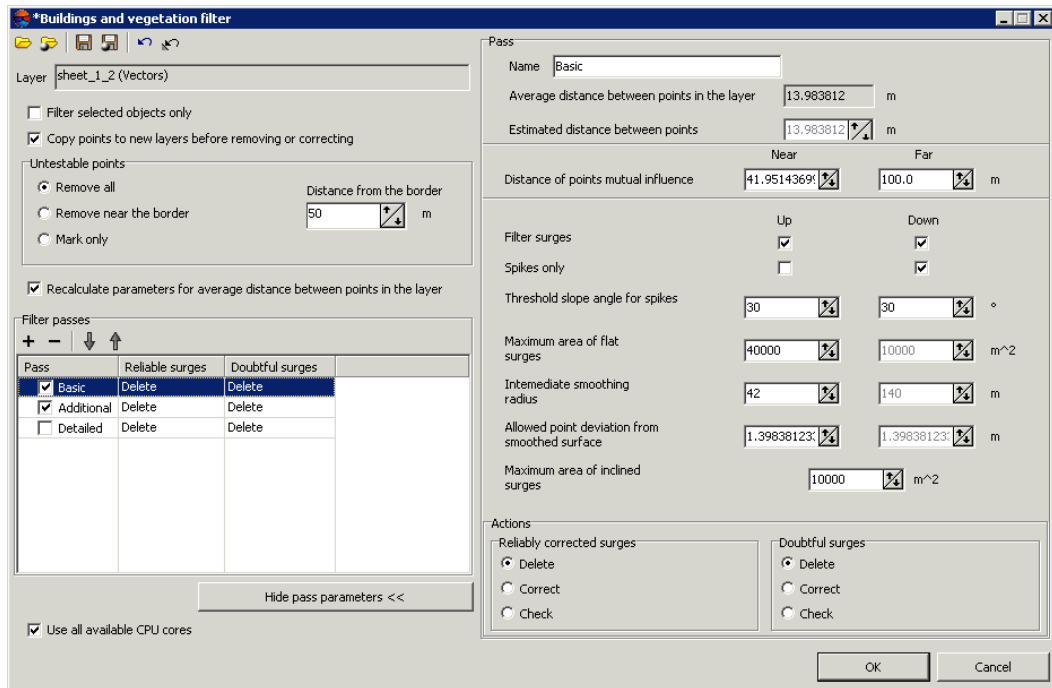 *Buildings and vegetation filter
Layer sheet_1_2 (Vectors)
Filter selected objects only
Copy points to new layers before removing or correcting
Untestable points
Remove all
Distance from the border
Remove near the border
50 m
Mark only
Recalculate parameters for average distance between points in the layer
Filter passes
Pass Reliable surges Doubtful surges
Basic Delete Delete
Additional Delete Delete
Detailed Delete Delete
Hide pass parameters <<
Use all available CPU cores
Pass
Name Basic
Average distance between points in the layer 13.983812 m
Estimated distance between points 13.983812 m
Near Far
Distance of points mutual influence 41.9514369 100.0 m
Up Down
Filter surges
Spikes only
Threshold slope angle for spikes 30 30 °
Maximum area of flat
surges 40000 10000 m^2
Intemediate smoothing
radius 42 140 m
Allowed point deviation from
smoothed surface 1.39838123 1.39838123 m
Maximum area of inclined
surges 10000 m^2
Actions
Reliably corrected surges
Delete
Correct
Check
Doubtful surges
Delete
Correct
Check
OK Cancel